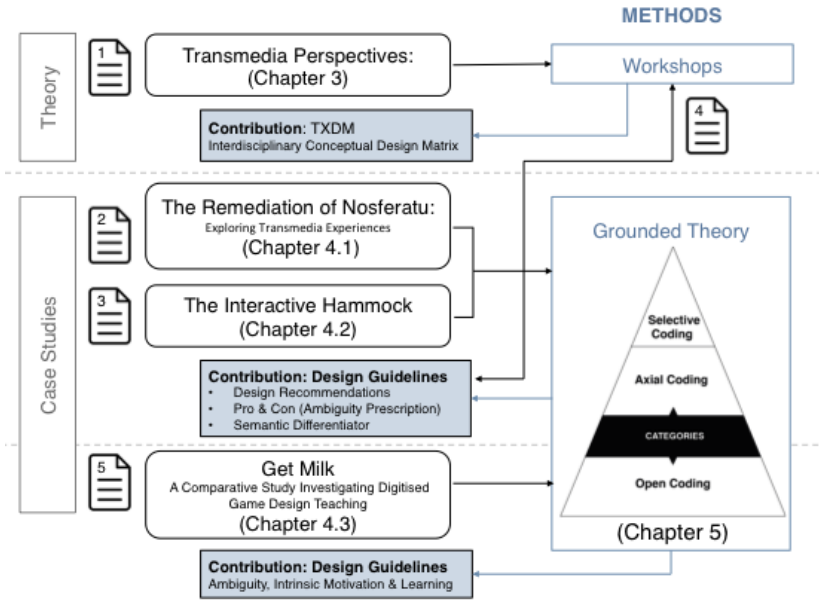 METHODS
Theory
1
Transmedia Perspectives:
(Chapter 3)
Workshops
Contribution: TXDM
Interdisciplinary Conceptual Design Matrix
4
Case Studies
2
The Remediation of Nosferatu:
Exploring Transmedia Experiences
(Chapter 4.1)
3
The Interactive Hammock
(Chapter 4.2)
Contribution: Design Guidelines
• Design Recommendations
• Pro & Con (Ambiguity Prescription)
• Semantic Differentiator
5
Get Milk
A Comparative Study Investigating Digitised
Game Design Teaching
(Chapter 4.3)
Contribution: Design Guidelines
Ambiguity, Intrinsic Motivation & Learning
Grounded Theory
Selective
Coding
Axial Coding
CATEGORIES
Open Coding
(Chapter 5)